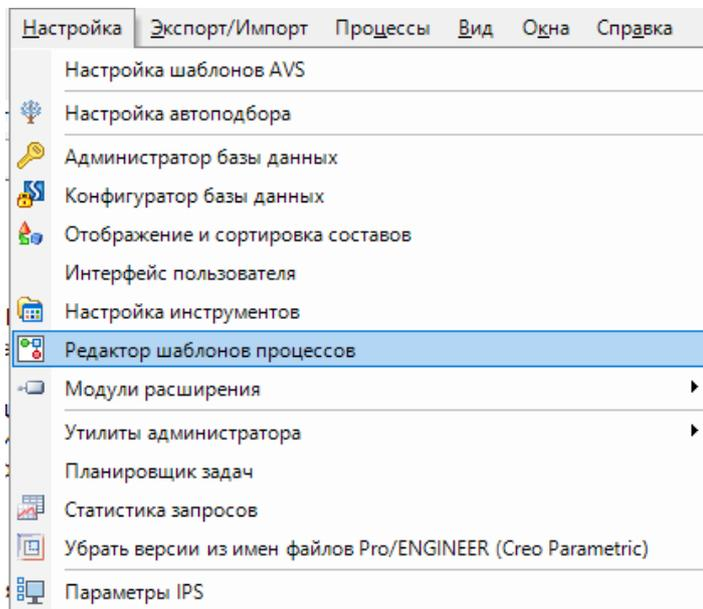 Настройка Экспорт/Импорт Процессы Вид Окна Справка
Настройка шаблонов AVS
Настройка автоподбора
Администратор базы данных
Конфигуратор базы данных
Отображение и сортировка составов
Интерфейс пользователя
Настройка инструментов
Редактор шаблонов процессов
Модули расширения
Утилиты администратора
Планировщик задач
Статистика запросов
Убрать версии из имен файлов Pro/ENGINEER (Creo Parametric)
Параметры IPS